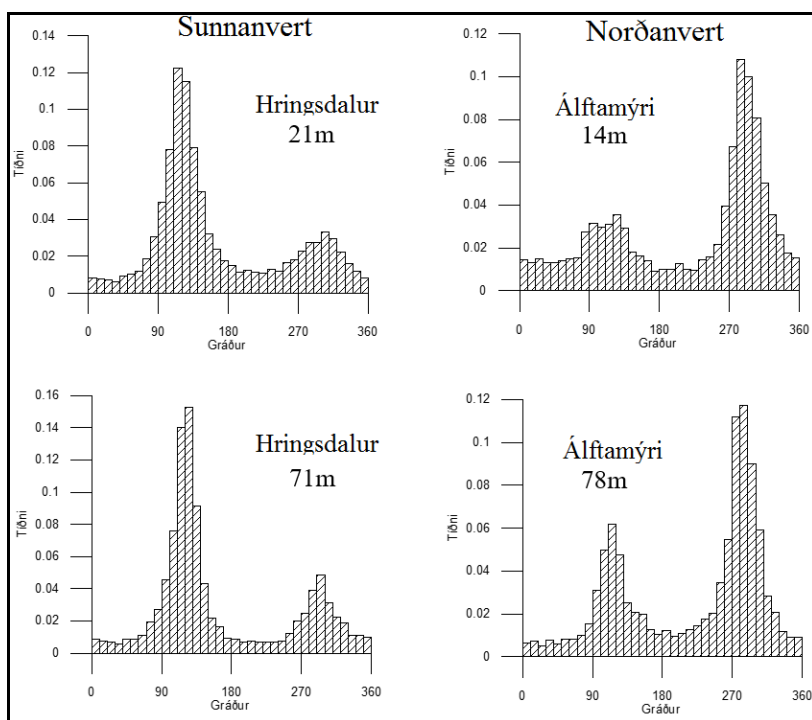 Sunnanvert
Norðanvert
0.14
0.12
0.1
0.08
0.06
0.04
0.02
0
Tíðni
Hringsdalur
21m
0 90 180 270 360
Gráður
0.12
0.1
0.08
0.06
0.04
0.02
0
Tíðni
Álftamýri
14m
0 90 180 270 360
Gráður
0.16
0.14
0.12
0.1
0.08
0.06
0.04
0.02
0
Tíðni
Hringsdalur
71m
0 90 180 270 360
Gráður
0.12
0.1
0.08
0.06
0.04
0.02
0
Tíðni
Álftamýri
78m
0 90 180 270 360
Gráður